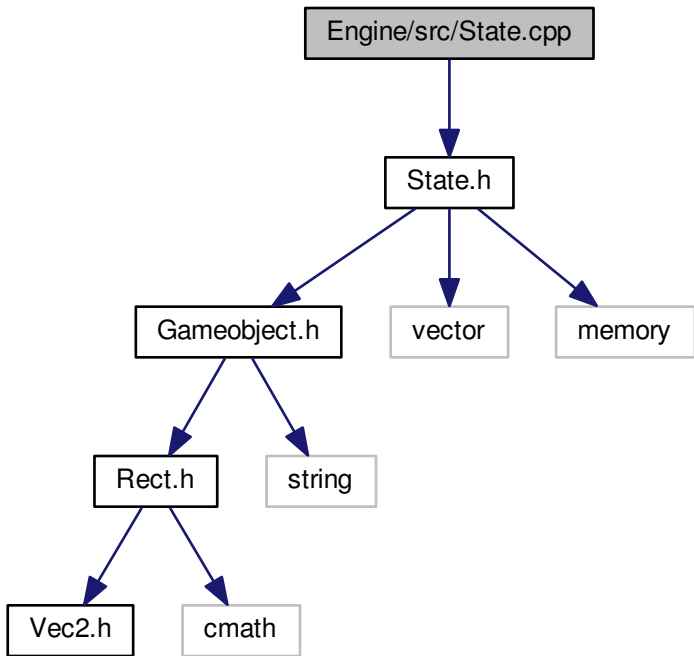 Engine/src/State.cpp
State.h
Gameobject.h
vector
memory
Rect.h
string
Vec2.h
cmath